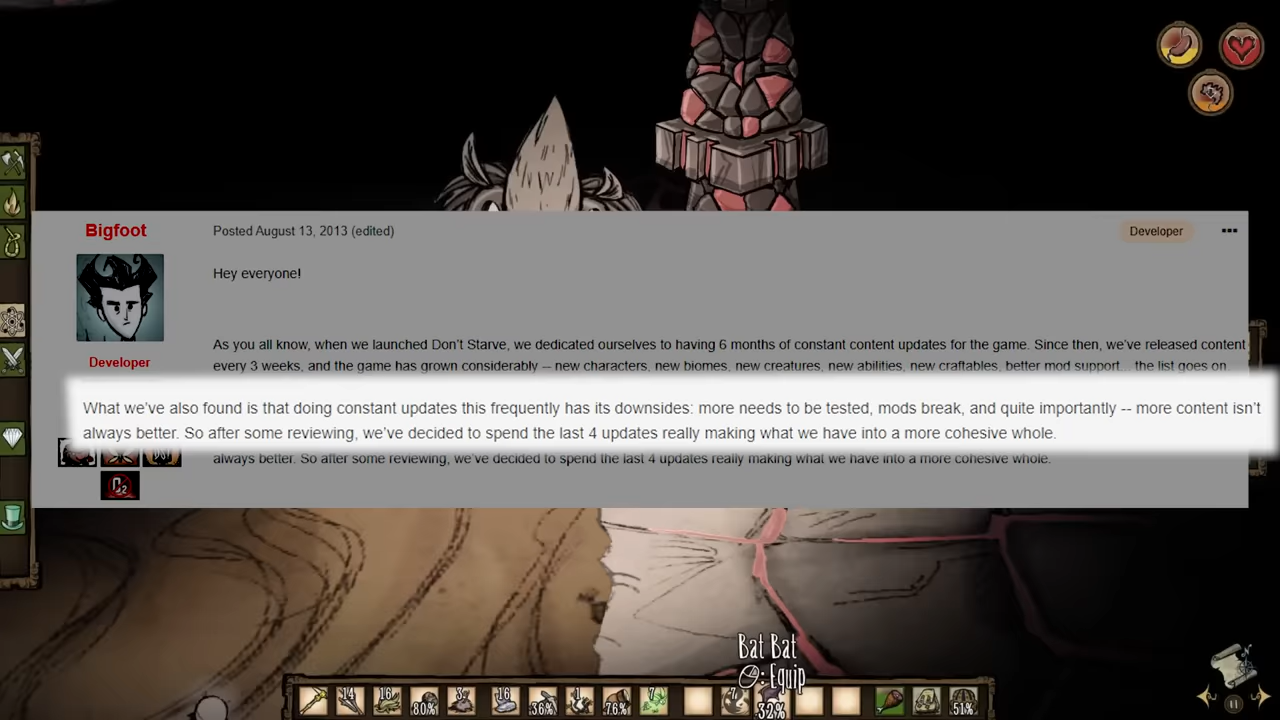 Bigfoot
Posted August 13, 2013 (edited)
Developer
Hey everyone!
Developer
As you all know, when we launched Don't Starve, we dedicated ourselves to having 6 months of constant content updates for the game. Since then, we've released content
every 3 weeks, and the game has grown considerably -- new characters, new biomes, new creatures, new abilities, new craftables, better mod support... the list goes on.
What we've also found is that doing constant updates this frequently has its downsides: more needs to be tested, mods break, and quite importantly -- more content isn't
always better. So after some reviewing, we've decided to spend the last 4 updates really making what we have into a more cohesive whole.
always better. So after some reviewing, we've decided to spend the last 4 updates really making what we have into a more cohesive whole.
Bat Bat
: Equip
14 16 80% 3 16 36% 1 76% 7 7 32% 51%